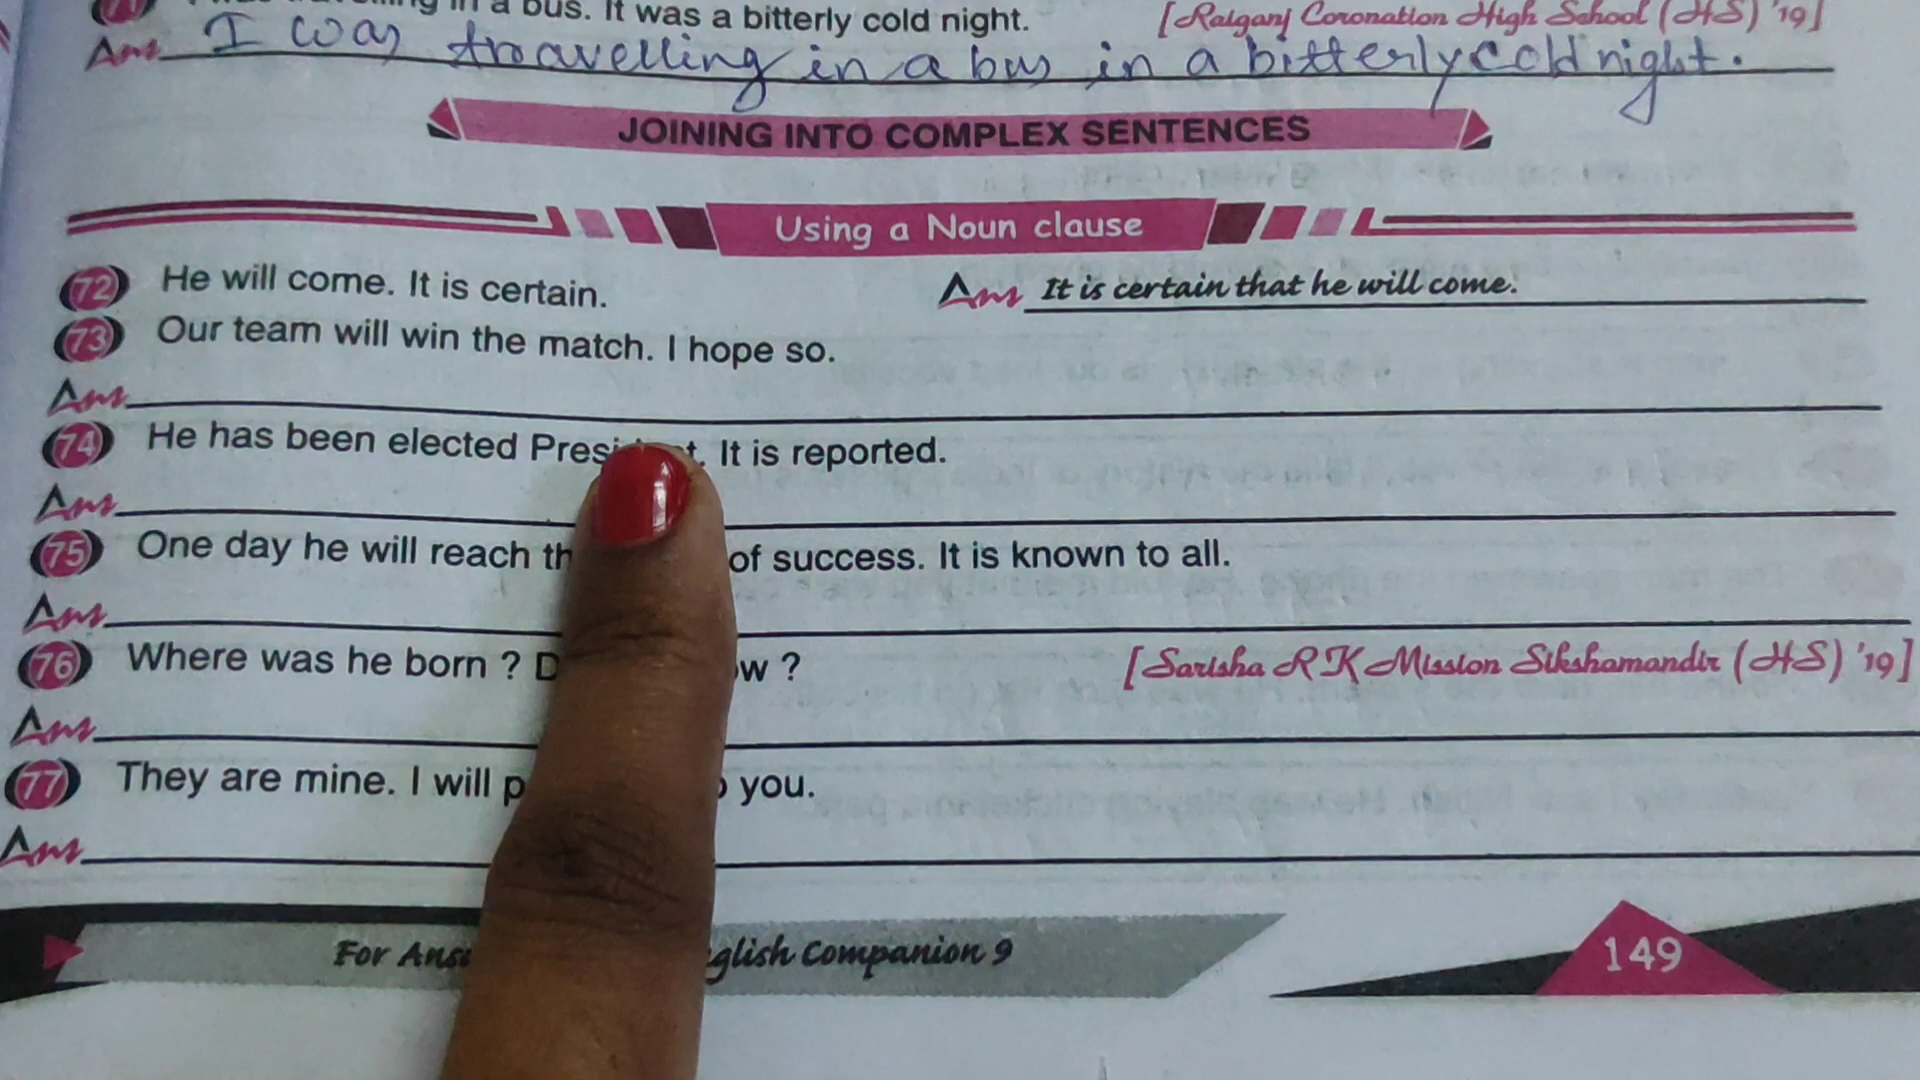 in a bus. It was a bitterly cold night. [Raiganj Coronation High School (HS) '19]
Ans I was travelling in a bus in a bitterly cold night.
JOINING INTO COMPLEX SENTENCES
Using a Noun clause
72 He will come. It is certain. Ans It is certain that he will come.
73 Our team will win the match. I hope so.
Ans
74 He has been elected President. It is reported.
Ans
75 One day he will reach of success. It is known to all.
Ans
76 Where was he born ? [Sarisha R K Mission Sikshamandir (HS) '19]
Ans
77 They are mine. I will you.
Ans
For Companion 9
149